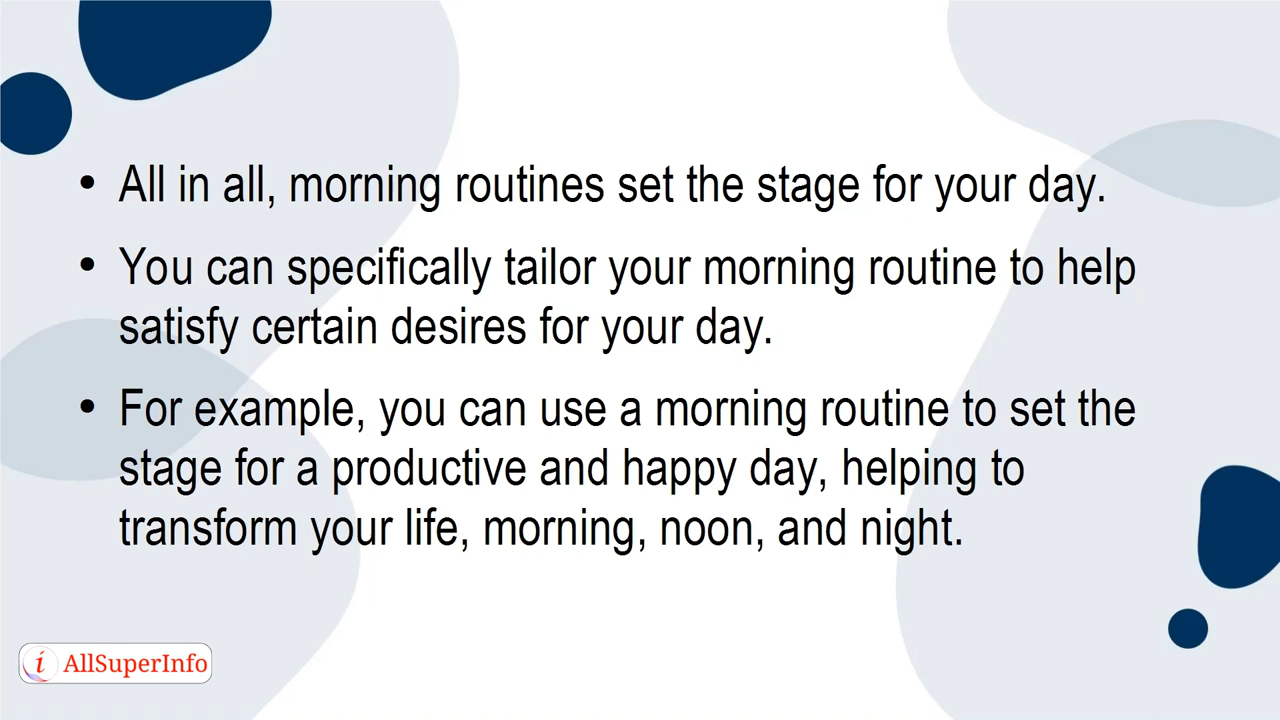 • All in all, morning routines set the stage for your day.
• You can specifically tailor your morning routine to help
satisfy certain desires for your day.
• For example, you can use a morning routine to set the
stage for a productive and happy day, helping to
transform your life, morning, noon, and night.
i AllSuperInfo